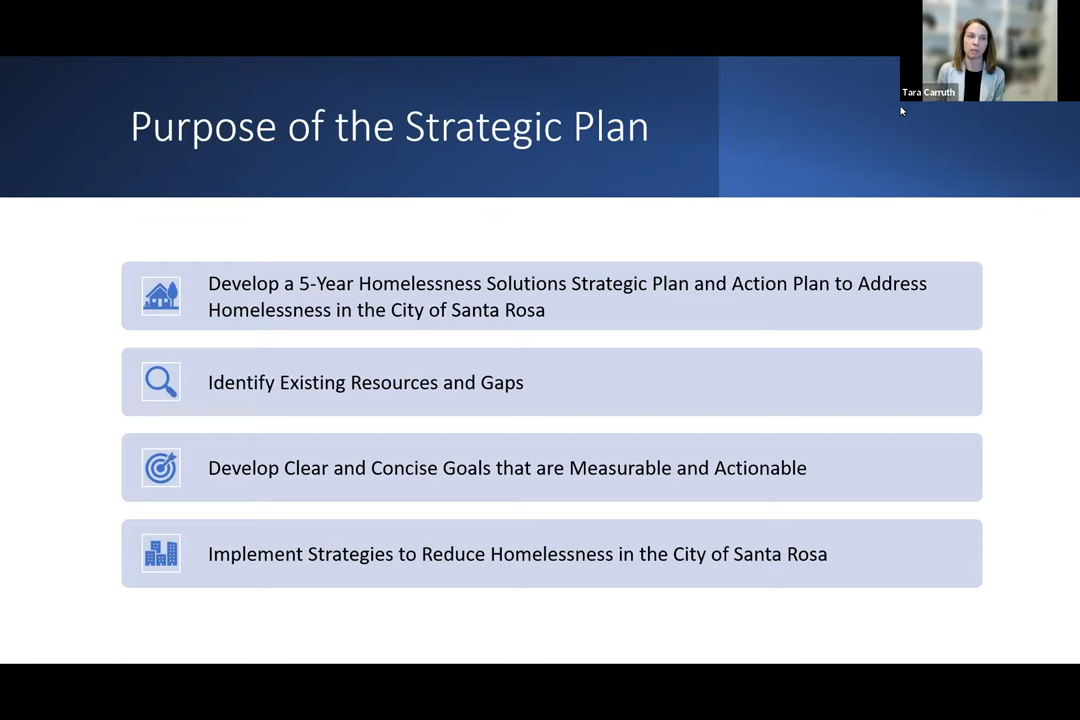 Tara Carruth
Purpose of the Strategic Plan
Develop a 5-Year Homelessness Solutions Strategic Plan and Action Plan to Address
Homelessness in the City of Santa Rosa
Identify Existing Resources and Gaps
Develop Clear and Concise Goals that are Measurable and Actionable
Implement Strategies to Reduce Homelessness in the City of Santa Rosa